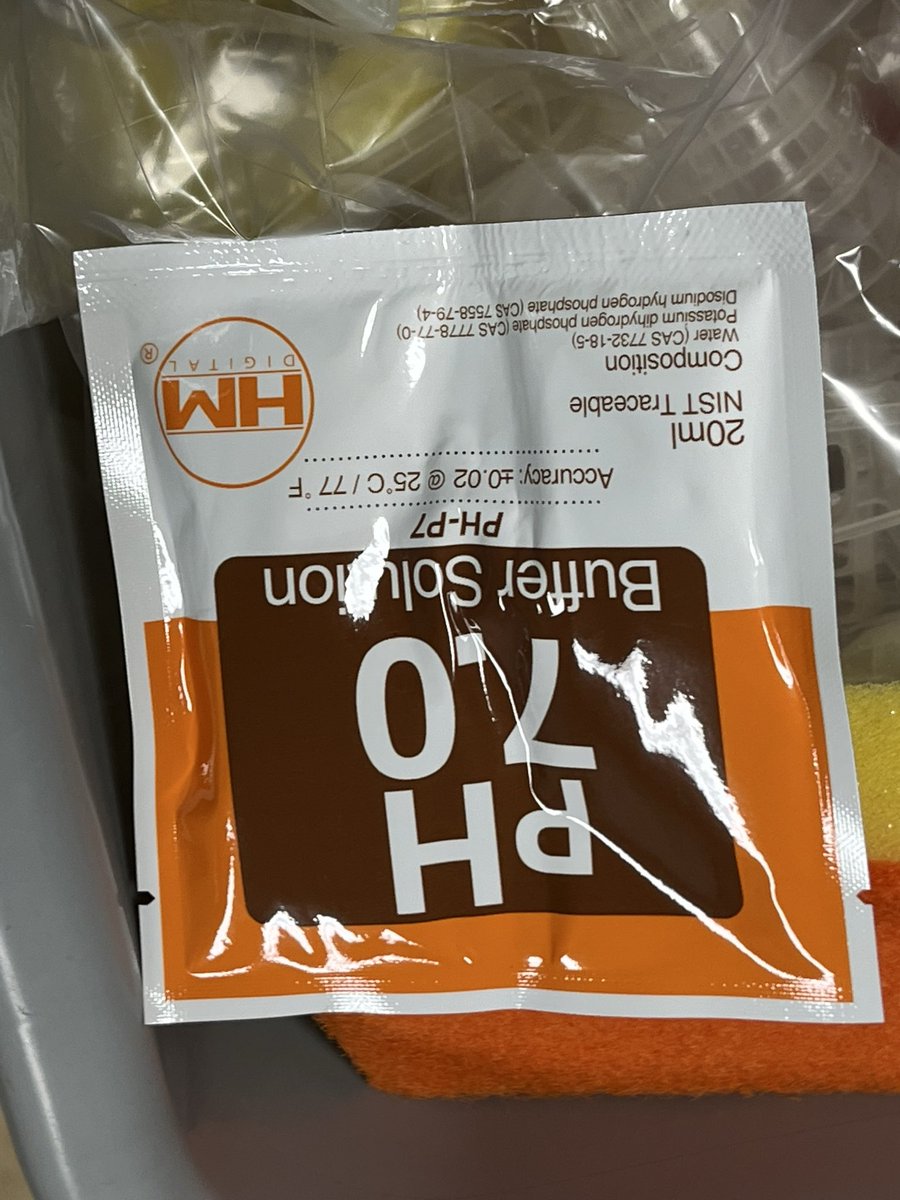 PH
7.0
Buffer Solution
PH-P7
Accuracy: ±0.02 @ 25°C / 77 °F
20ml
NIST Traceable
Composition
Water (CAS 7732-18-5)
Potassium dihydrogen phosphate (CAS 7778-77-0)
Disodium hydrogen phosphate (CAS 7558-79-4)
HM
DIGITAL
®